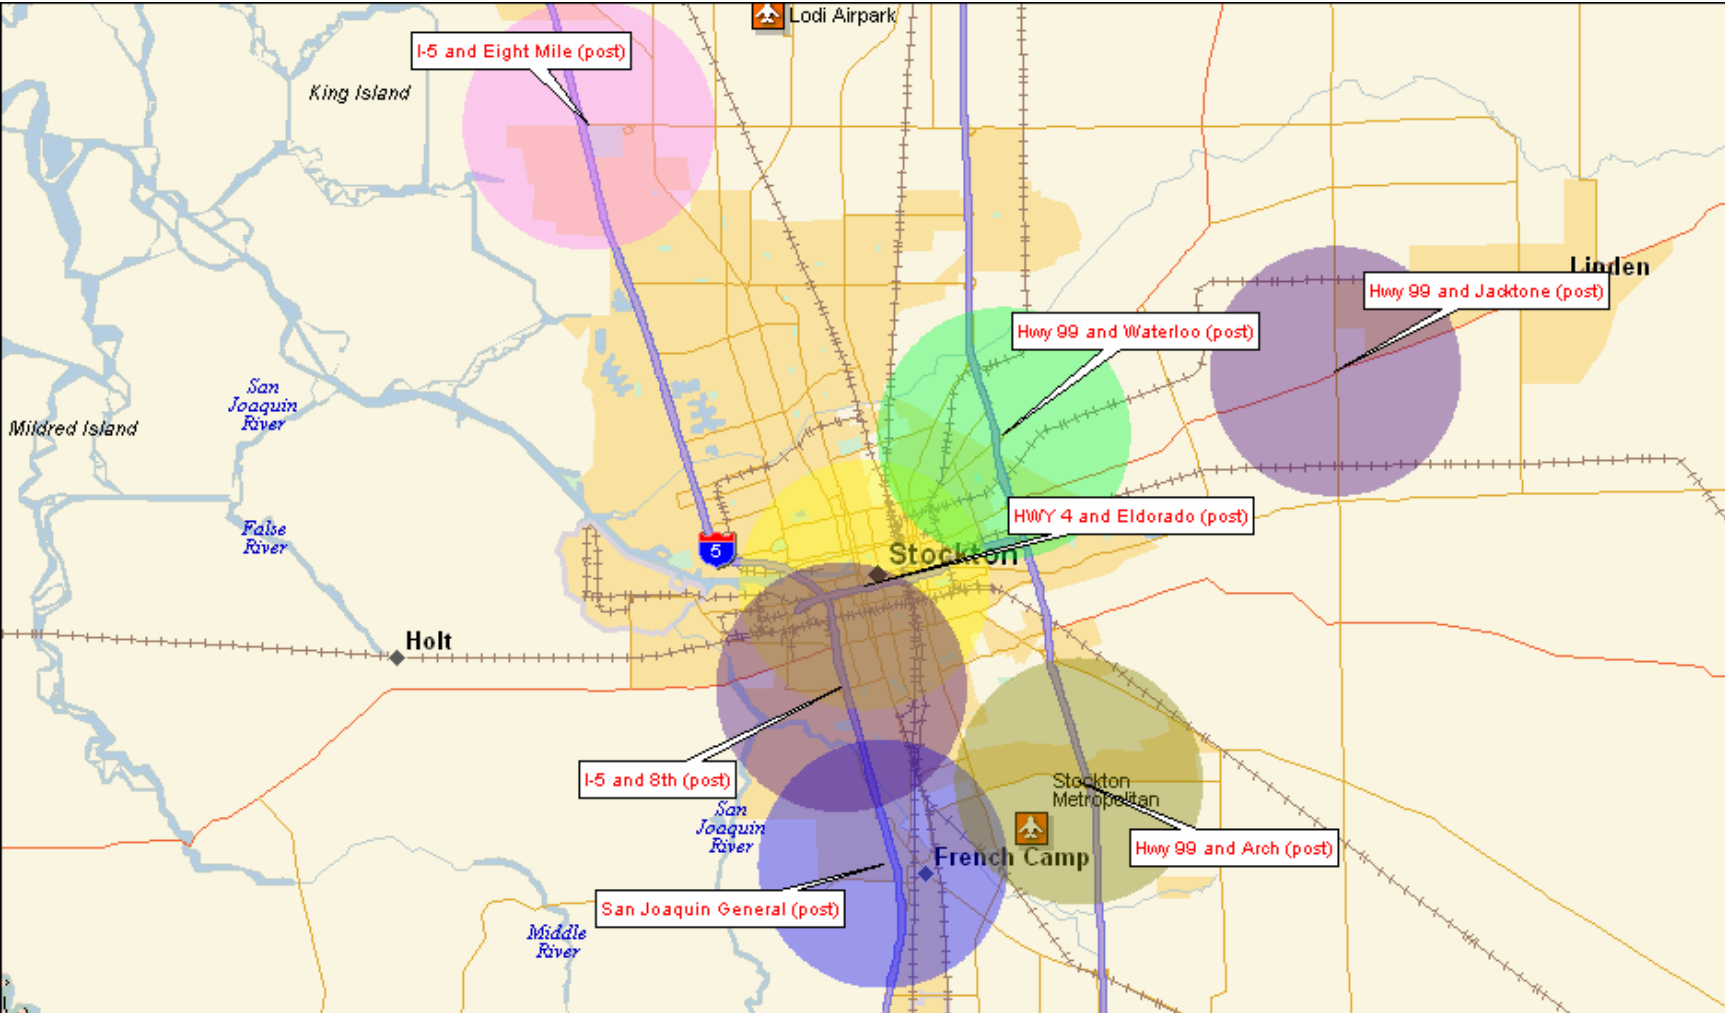 Lodi Airpark
I-5 and Eight Mile (post)
King Island
Linden
Hwy 99 and Jacktone (post)
Hwy 99 and Waterloo (post)
San
Joaquin
River
Mildred Island
HWY 4 and Eldorado (post)
False
River
5
Stockton
Holt
I-5 and 8th (post)
Stockton
Metropolitan
San
Joaquin
River
Hwy 99 and Arch (post)
French Camp
San Joaquin General (post)
Middle
River